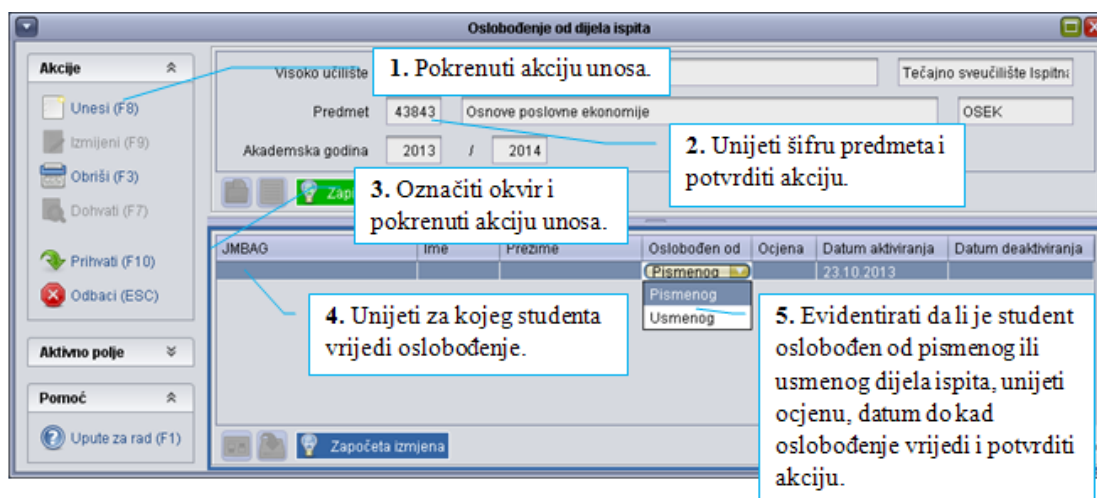 Oslobođenje od dijela ispita
Akcije
Unesi (F8)
Izmijeni (F9)
Obriši (F3)
Dohvati (F7)
Prihvati (F10)
Odbaci (ESC)
Aktivno polje
Pomoć
Upute za rad (F1)
Visoko učilište
Tečajno sveučilište Ispitna
Predmet 43843 Osnove poslovne ekonomije OSEK
Akademska godina 2013 / 2014
1. Pokrenuti akciju unosa.
2. Unijeti šifru predmeta i
potvrditi akciju.
3. Označiti okvir i
pokrenuti akciju unosa.
JMBAG Ime Prezime Oslobođen od Ocjena Datum aktiviranja Datum deaktiviranja
Pismenog 23.10.2013
Pismenog
Usmenog
4. Unijeti za kojeg studenta
vrijedi oslobođenje.
5. Evidentirati da li je student
oslobođen od pismenog ili
usmenog dijela ispita, unijeti
ocjenu, datum do kad
oslobođenje vrijedi i potvrditi
akciju.
Započeta izmjena